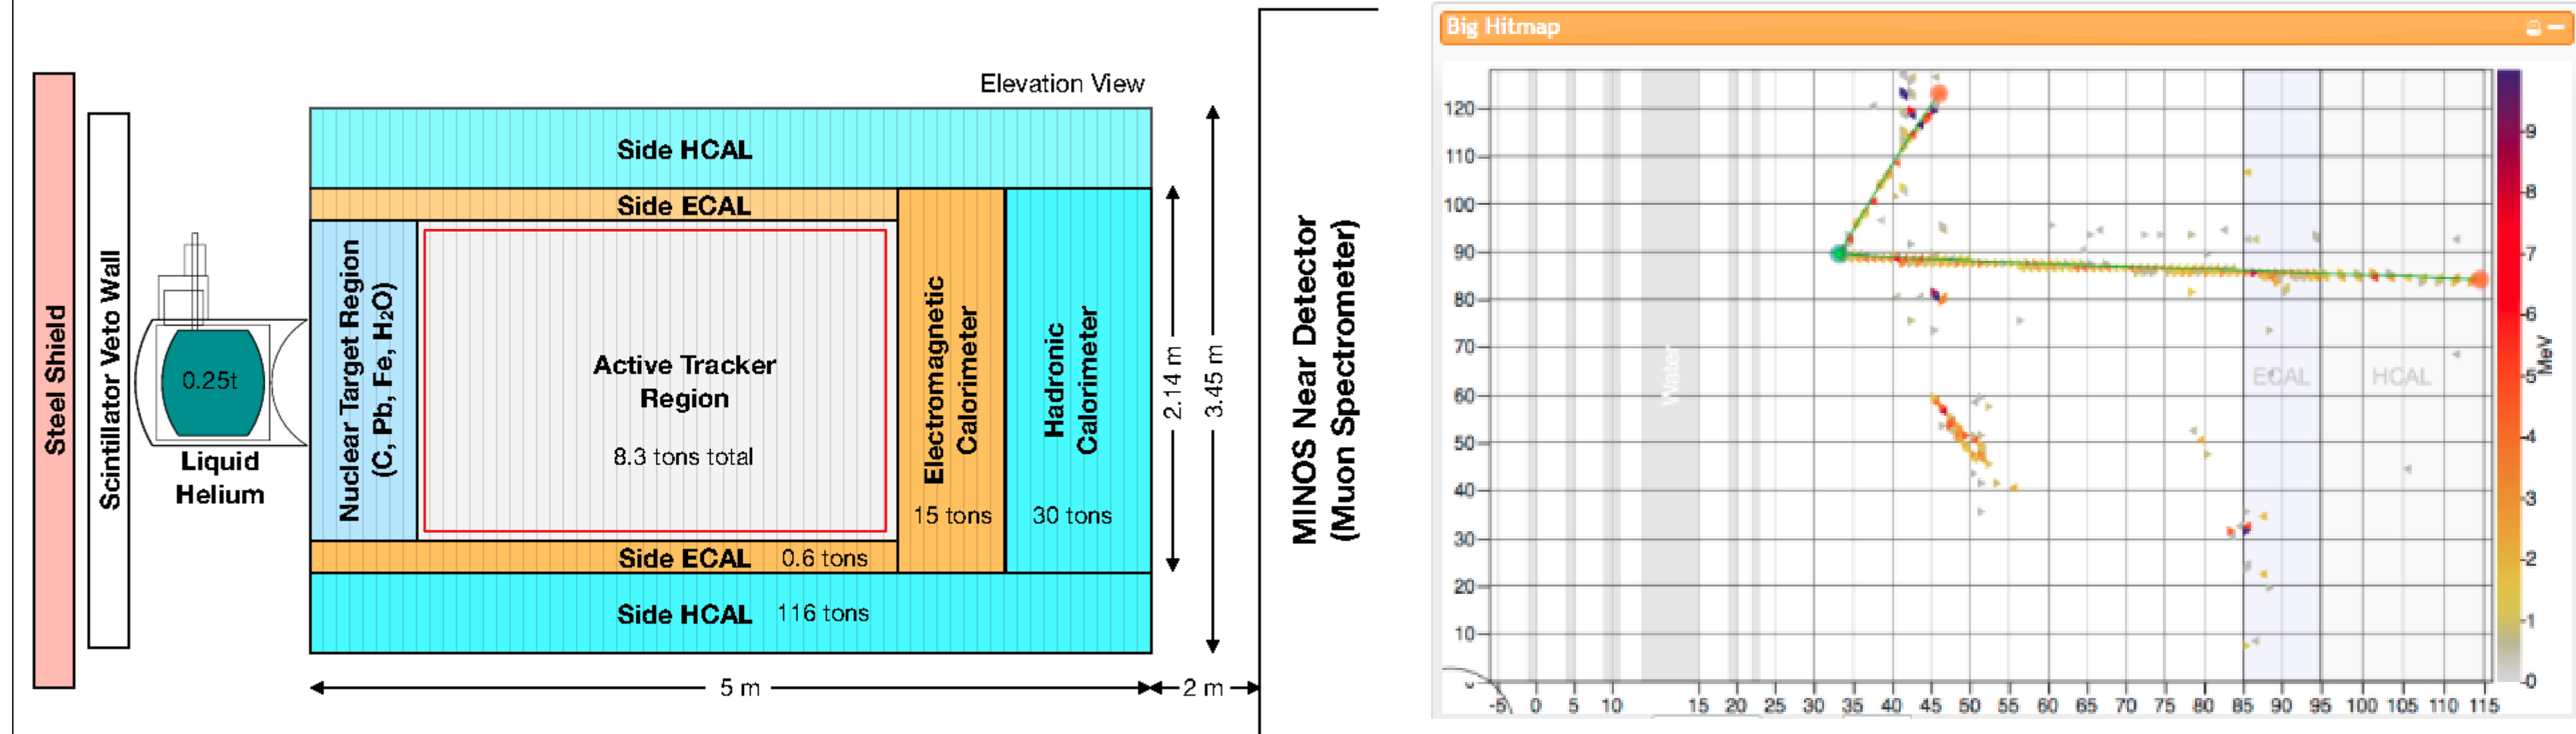 Elevation View
Steel Shield
Scintillator Veto Wall
0.25t
Liquid
Helium
Side HCAL
Side ECAL
Nuclear Target Region
(C, Pb, Fe, H2O)
Active Tracker
Region
8.3 tons total
Electromagnetic
Calorimeter
15 tons
Hadronic
Calorimeter
30 tons
Side ECAL 0.6 tons
Side HCAL 116 tons
2.14 m
3.45 m
5 m
2 m
MINOS Near Detector
(Muon Spectrometer)
Big Hitmap
120
110
100
90
80
70
60
50
40
30
20
10
Water
ECAL
HCAL
-5 0 5 10 15 20 25 30 35 40 45 50 55 60 65 70 75 80 85 90 95 100 105 110 115
9
8
7
6
5
4
3
2
1
0
MeV